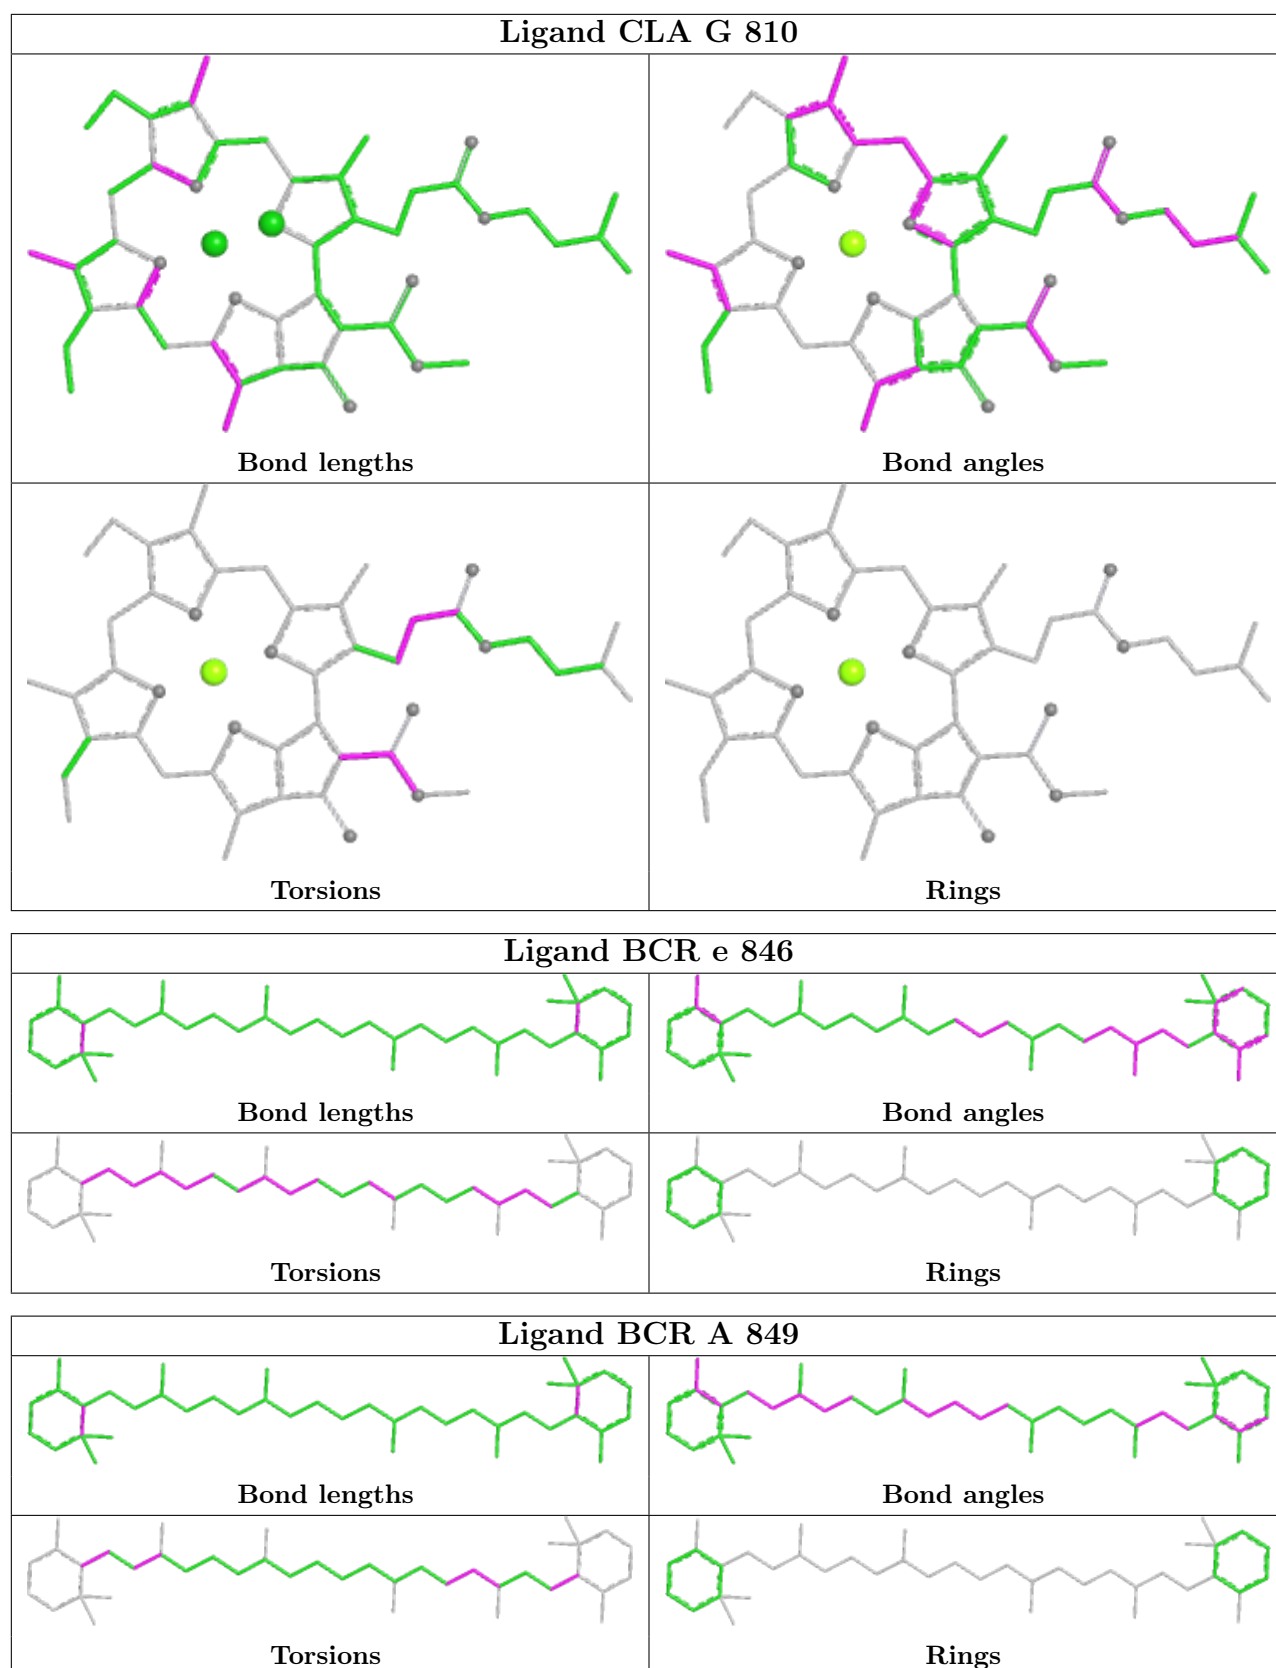 Ligand CLA G 810
Bond lengths
Bond angles
Torsions
Rings
Ligand BCR e 846
Bond lengths
Bond angles
Torsions
Rings
Ligand BCR A 849
Bond lengths
Bond angles
Torsions
Rings